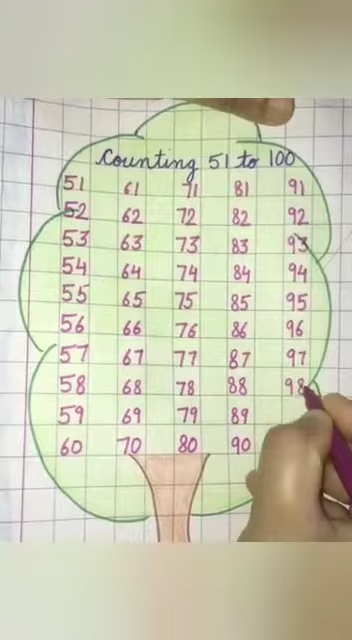 Counting 51 to 100
51 61 71 81 91
52 62 72 82 92
53 63 73 83 93
54 64 74 84 94
55 65 75 85 95
56 66 76 86 96
57 67 77 87 97
58 68 78 88 98
59 69 79 89
60 70 80 90